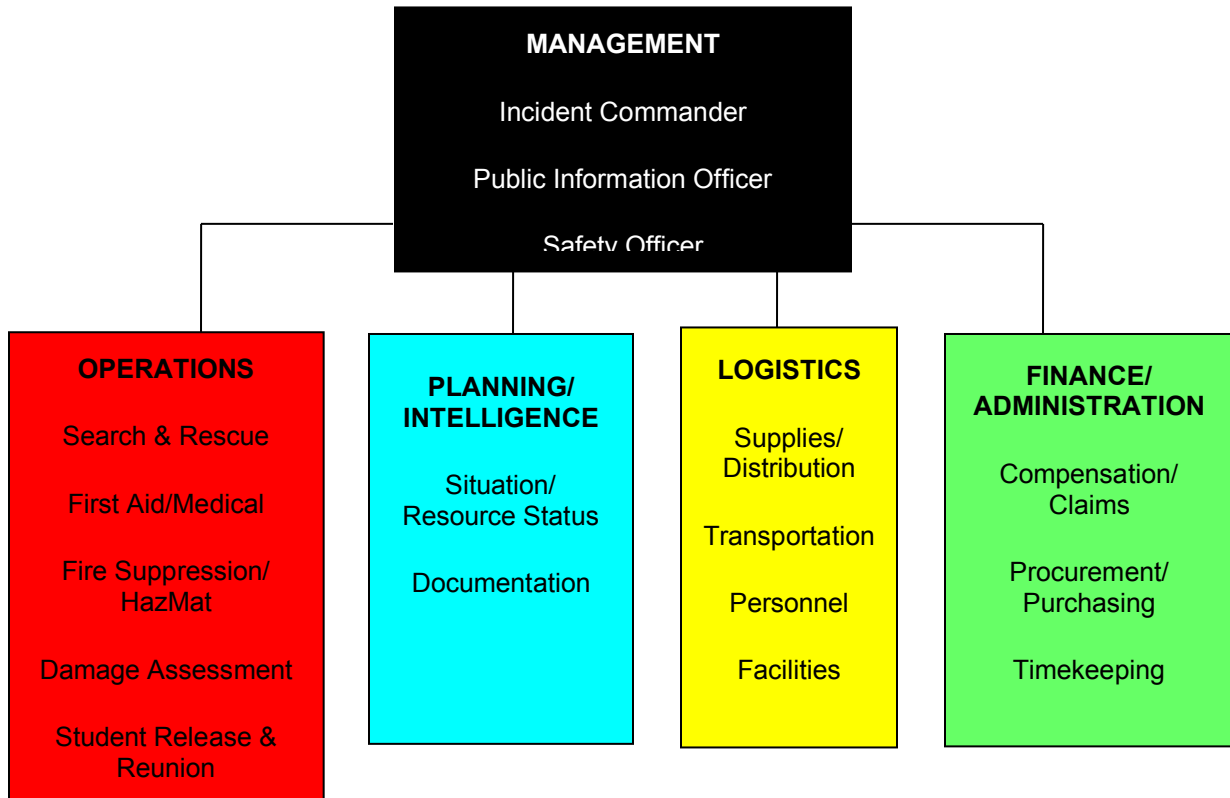 MANAGEMENT
Incident Commander
Public Information Officer
Safety Officer
OPERATIONS
Search & Rescue
First Aid/Medical
Fire Suppression/
HazMat
Damage Assessment
Student Release &
Reunion
PLANNING/
INTELLIGENCE
Situation/
Resource Status
Documentation
LOGISTICS
Supplies/
Distribution
Transportation
Personnel
Facilities
FINANCE/
ADMINISTRATION
Compensation/
Claims
Procurement/
Purchasing
Timekeeping